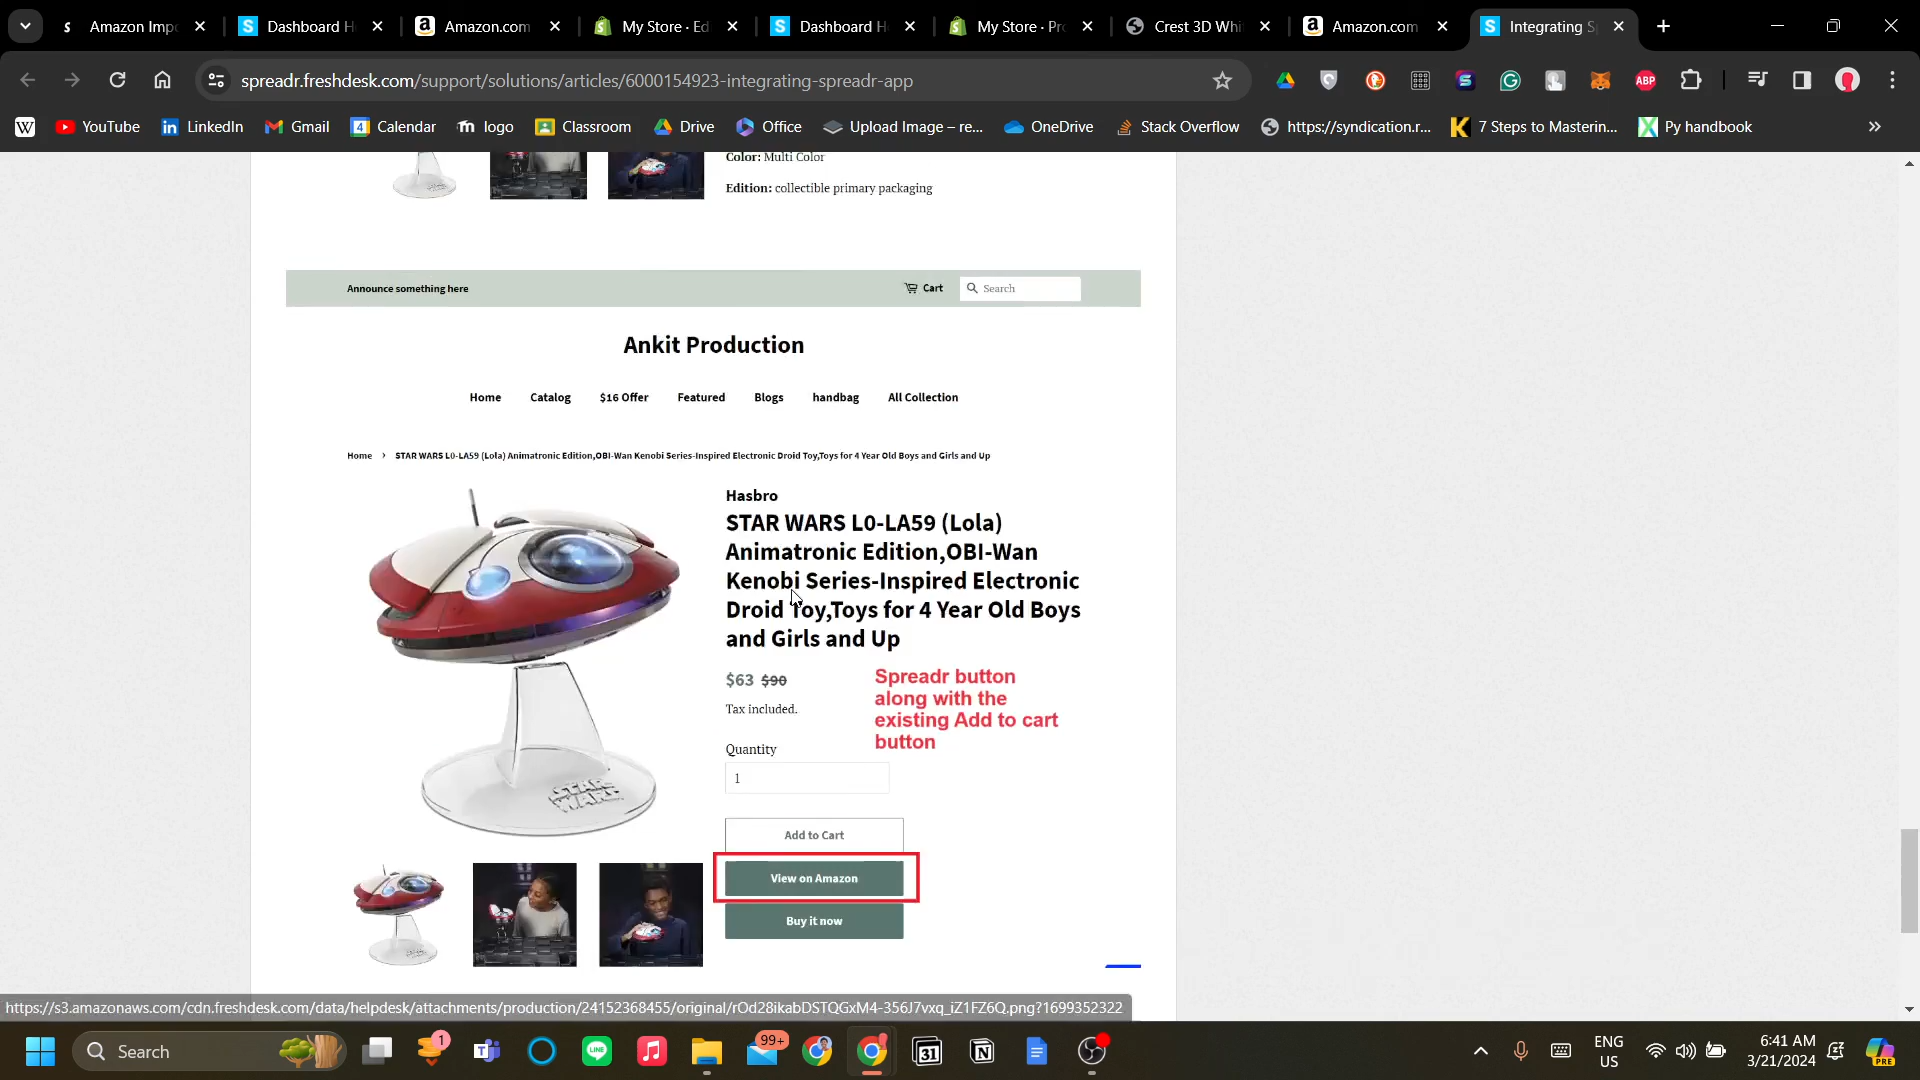 Amazon Imp
Dashboard H
Amazon.com
My Store · Ed
Dashboard H
My Store · Pr
Crest 3D Whi
Amazon.com
Integrating S
spreadr.freshdesk.com/support/solutions/articles/6000154923-integrating-spreadr-app
ABP
W YouTube LinkedIn Gmail Calendar logo Classroom Drive Office Upload Image – re... OneDrive Stack Overflow https://syndication.r... 7 Steps to Masterin... Py handbook
Color: Multi Color
Edition: collectible primary packaging
Announce something here
Cart
Search
Ankit Production
Home Catalog $16 Offer Featured Blogs handbag All Collection
Home › STAR WARS L0-LA59 (Lola) Animatronic Edition,OBI-Wan Kenobi Series-Inspired Electronic Droid Toy,Toys for 4 Year Old Boys and Girls and Up
Hasbro
STAR WARS L0-LA59 (Lola)
Animatronic Edition,OBI-Wan
Kenobi Series-Inspired Electronic
Droid Toy,Toys for 4 Year Old Boys
and Girls and Up
$63 $90
Tax included.
Spreadr button
along with the
existing Add to cart
button
Quantity
1
Add to Cart
View on Amazon
Buy it now
STAR
WARS
https://s3.amazonaws.com/cdn.freshdesk.com/data/helpdesk/attachments/production/24152368455/original/rOd28ikabDSTQGxM4-356J7vxq_iZ1FZ6Q.png?1699352322
Search
1
LINE
99+
31
ENG
US
6:41 AM
3/21/2024
PRE